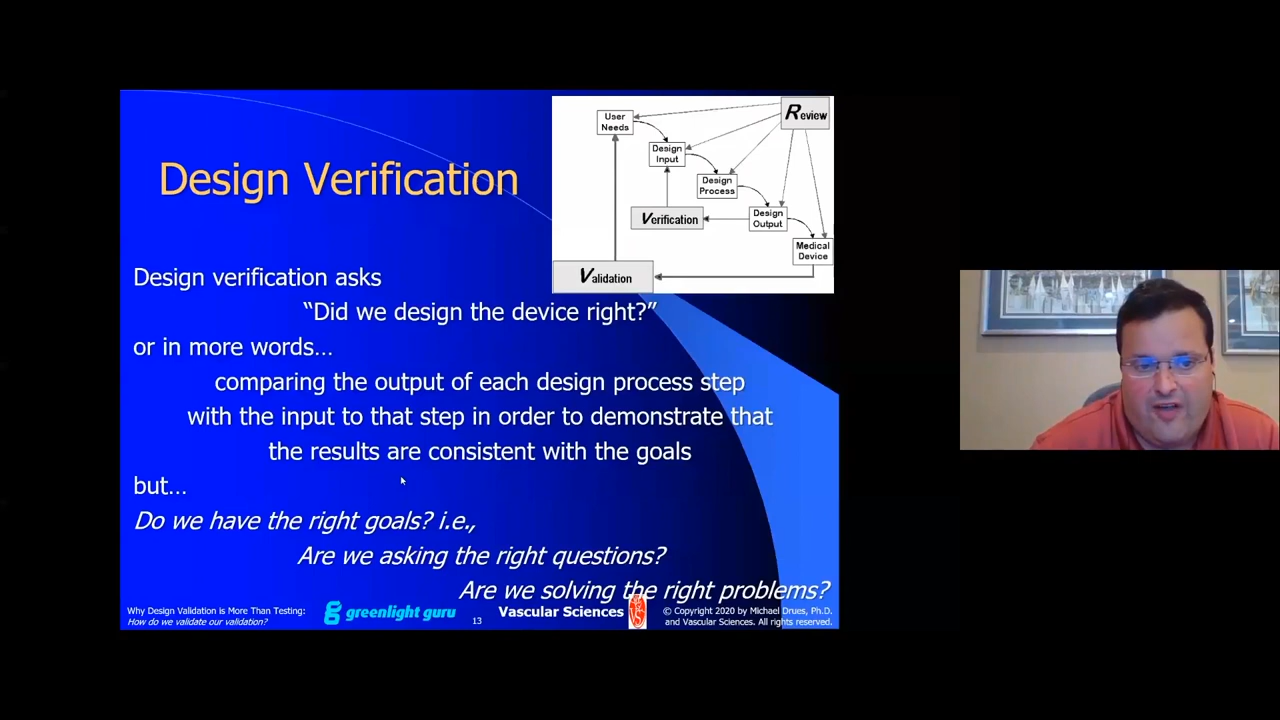 Design Verification
User
Needs
Review
Design
Input
Design
Process
Verification
Design
Output
Medical
Device
Validation
Design verification asks
“Did we design the device right?”
or in more words...
comparing the output of each design process step
with the input to that step in order to demonstrate that
the results are consistent with the goals
but...
Do we have the right goals? i.e.,
Are we asking the right questions?
Are we solving the right problems?
Why Design Validation is More Than Testing:
How do we validate our validation?
greenlight guru
13
Vascular Sciences
© Copyright 2020 by Michael Drues, Ph.D.
and Vascular Sciences. All rights reserved.